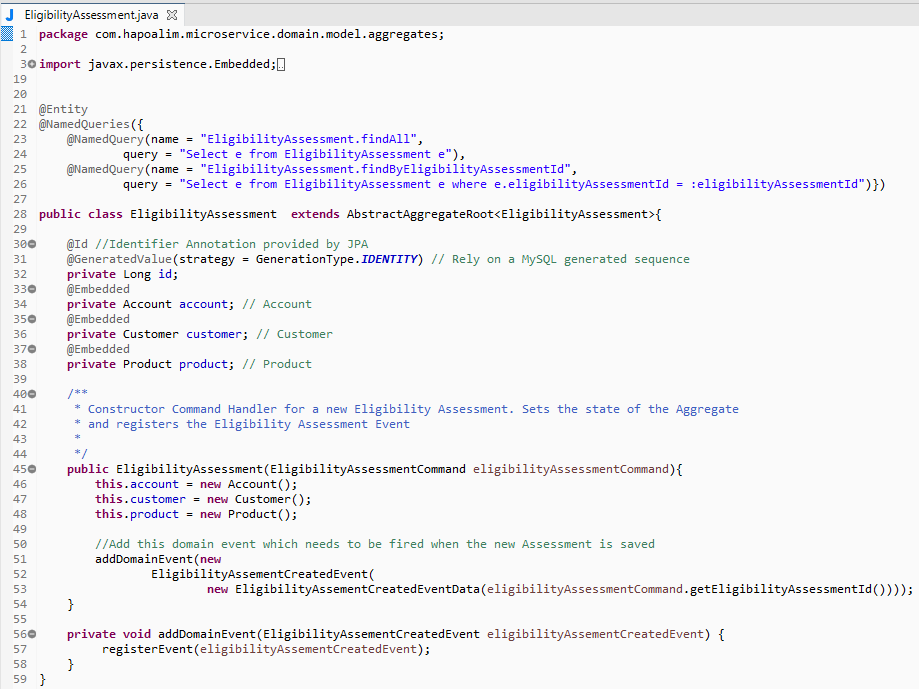 EligibilityAssessment.java
1 package com.hapoalim.microservice.domain.model.aggregates;
2
3 import javax.persistence.Embedded;
19
20
21 @Entity
22 @NamedQueries({
23     @NamedQuery(name = "EligibilityAssessment.findAll",
24             query = "Select e from EligibilityAssessment e"),
25     @NamedQuery(name = "EligibilityAssessment.findByEligibilityAssessmentId",
26             query = "Select e from EligibilityAssessment e where e.eligibilityAssessmentId = :eligibilityAssessmentId")})
27
28 public class EligibilityAssessment  extends AbstractAggregateRoot<EligibilityAssessment>{
29
30     @Id //Identifier Annotation provided by JPA
31     @GeneratedValue(strategy = GenerationType.IDENTITY) // Rely on a MySQL generated sequence
32     private Long id;
33     @Embedded
34     private Account account; // Account
35     @Embedded
36     private Customer customer; // Customer
37     @Embedded
38     private Product product; // Product
39
40     /**
41      * Constructor Command Handler for a new Eligibility Assessment. Sets the state of the Aggregate
42      * and registers the Eligibility Assessment Event
43      *
44      */
45     public EligibilityAssessment(EligibilityAssessmentCommand eligibilityAssessmentCommand){
46         this.account = new Account();
47         this.customer = new Customer();
48         this.product = new Product();
49
50         //Add this domain event which needs to be fired when the new Assessment is saved
51         addDomainEvent(new
52                 EligibilityAssementCreatedEvent(
53                         new EligibilityAssementCreatedEventData(eligibilityAssessmentCommand.getEligibilityAssessmentId())));
54     }
55
56     private void addDomainEvent(EligibilityAssementCreatedEvent eligibilityAssementCreatedEvent) {
57          registerEvent(eligibilityAssementCreatedEvent);
58     }
59 }